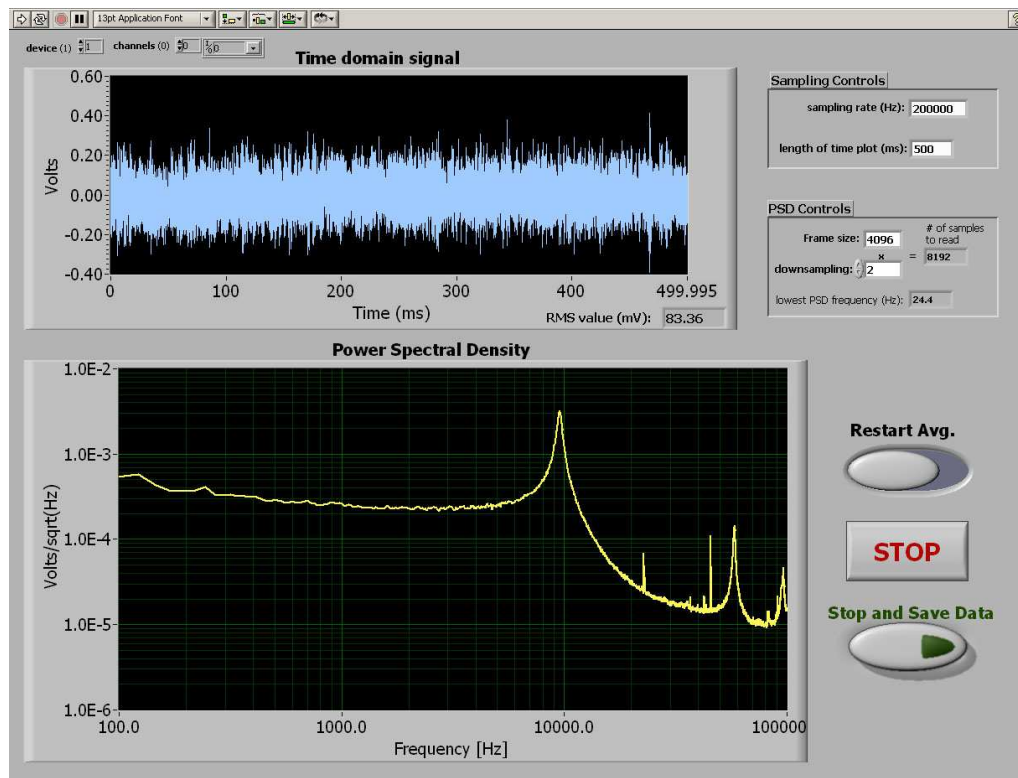 13pt Application Font
?
device (1) 1 channels (0) 0 0
Time domain signal
0.60
0.40
0.20
0.00
-0.20
-0.40
Volts
0 100 200 300 400 499.995
Time (ms)
RMS value (mV): 83.36
Sampling Controls
sampling rate (Hz): 200000
length of time plot (ms): 500
PSD Controls
Frame size: 4096
# of samples
to read
x
= 8192
downsampling: 2
lowest PSD frequency (Hz): 24.4
Power Spectral Density
1.0E-2
1.0E-3
1.0E-4
1.0E-5
1.0E-6
Volts/sqrt(Hz)
100.0 1000.0 10000.0 100000
Frequency [Hz]
Restart Avg.
STOP
Stop and Save Data